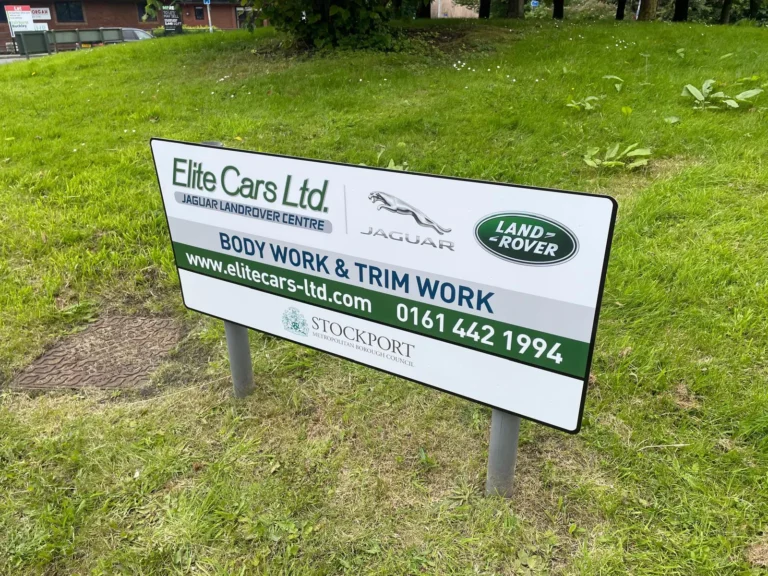 Elite Cars Ltd.
JAGUAR LANDROVER CENTRE
JAGUAR
LAND-
-ROVER
BODY WORK & TRIM WORK
www.elitecars-ltd.com 0161 442 1994
STOCKPORT
METROPOLITAN BOROUGH COUNCIL